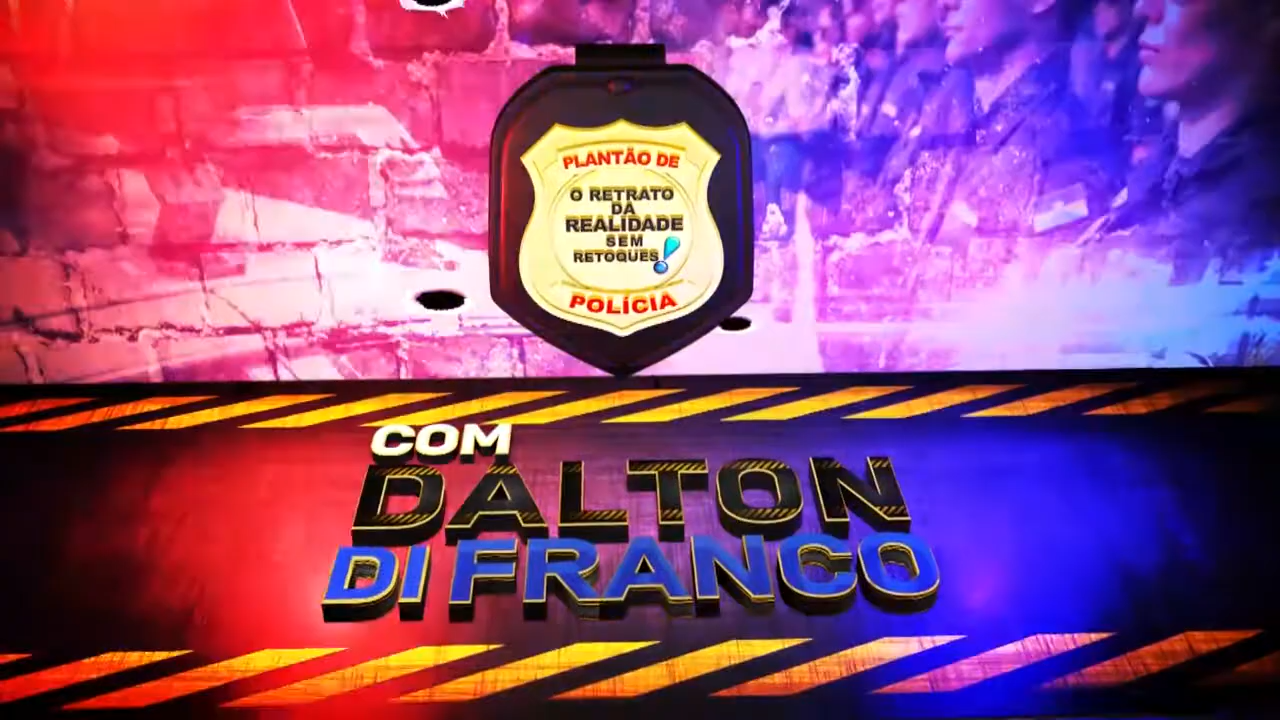 PLANTÃO DE
O RETRATO
DA
REALIDADE
SEM
RETOQUES!
POLÍCIA
COM
DALTON
DI FRANCO